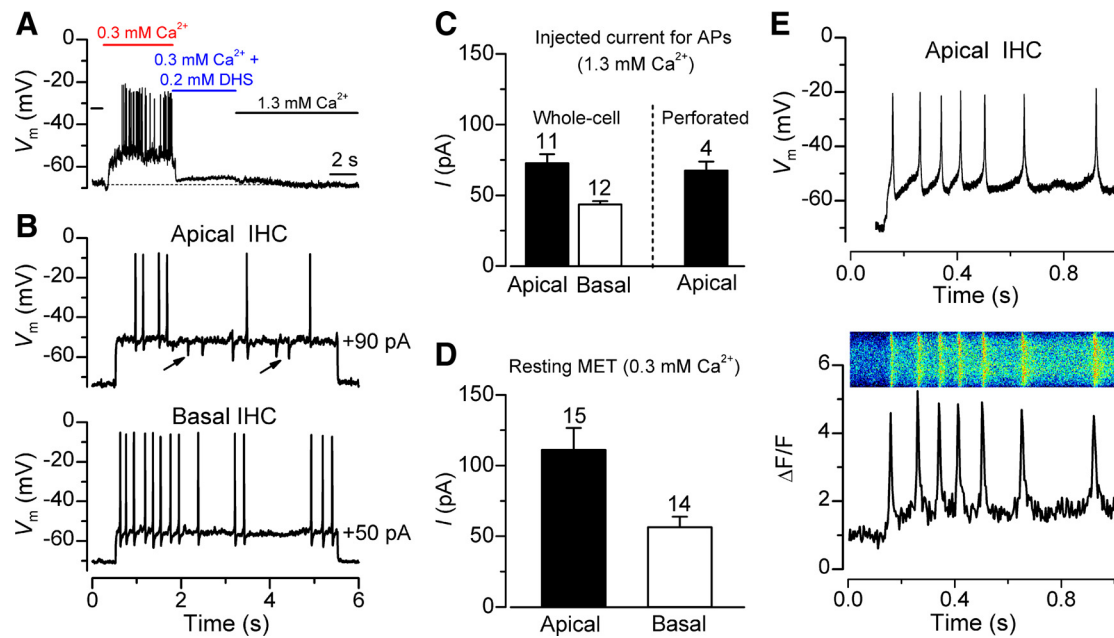 A
0.3 mM Ca²⁺
0.3 mM Ca²⁺ +
0.2 mM DHS
1.3 mM Ca²⁺
2 s
0
-20
-40
-60
Vm (mV)
B
Apical IHC
0
-20
-40
-60
Vm (mV)
+90 pA
Basal IHC
0
-20
-40
-60
Vm (mV)
+50 pA
0 2 4 6
Time (s)
C
Injected current for APs
(1.3 mM Ca²⁺)
150
100
50
0
I (pA)
Whole-cell
Perforated
11
12
4
Apical Basal Apical
D
Resting MET (0.3 mM Ca²⁺)
150
100
50
0
I (pA)
15
14
Apical Basal
E
Apical IHC
0
-20
-40
-60
Vm (mV)
0.0 0.4 0.8
Time (s)
6
4
2
0
ΔF/F
0.0 0.4 0.8
Time (s)